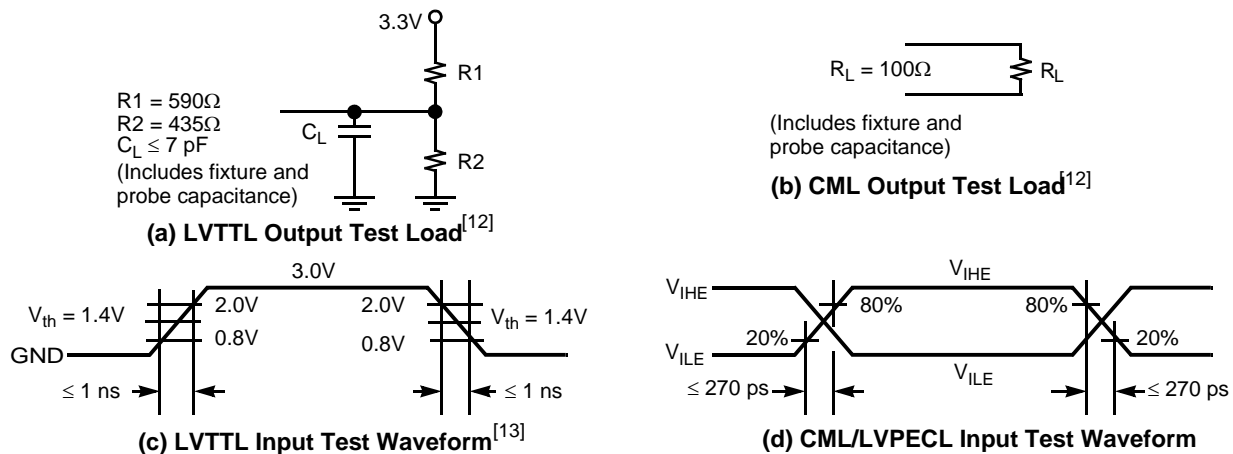 3.3V
R1
R1 = 590Ω
R2 = 435Ω
C_L ≤ 7 pF
(Includes fixture and
probe capacitance)
C_L
R2
(a) LVTTL Output Test Load[12]
R_L = 100Ω
R_L
(Includes fixture and
probe capacitance)
(b) CML Output Test Load[12]
3.0V
V_th = 1.4V
2.0V
0.8V
2.0V
0.8V
V_th = 1.4V
GND
≤ 1 ns
≤ 1 ns
(c) LVTTL Input Test Waveform[13]
V_IHE
V_IHE
80%
80%
20%
20%
V_ILE
V_ILE
≤ 270 ps
≤ 270 ps
(d) CML/LVPECL Input Test Waveform